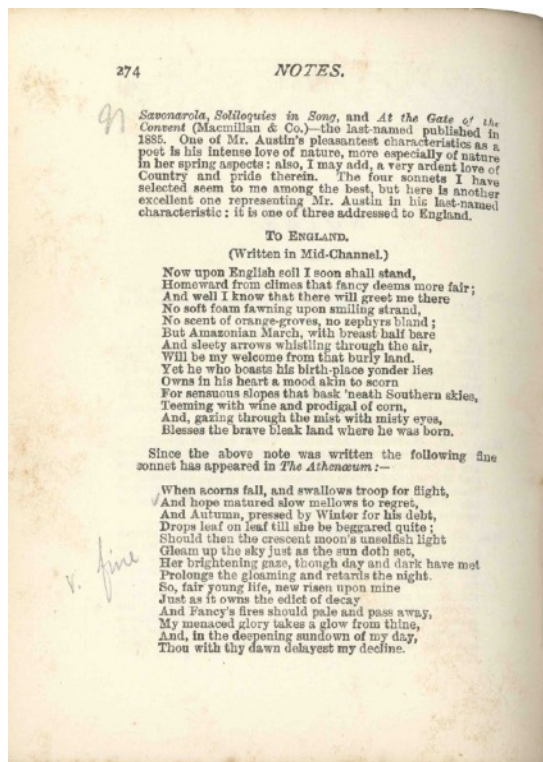 274 NOTES.
Savonarola, Soliloquies in Song, and At the Gate of the
Convent (Macmillan & Co.)—the last-named published in
1885. One of Mr. Austin's pleasantest characteristics as a
poet is his intense love of nature, more especially of nature
in her spring aspects: also, I may add, a very ardent love of
Country and pride therein. The four sonnets I have
selected seem to me among the best, but here is another
excellent one representing Mr. Austin in his last-named
characteristic: it is one of three addressed to England.
TO ENGLAND.
(Written in Mid-Channel.)
Now upon English soil I soon shall stand,
Homeward from climes that fancy deems more fair;
And well I know that there will greet me there
No soft foam fawning upon smiling strand,
No scent of orange-groves, no zephyrs bland;
But Amazonian March, with breast half bare
And sleety arrows whistling through the air,
Will be my welcome from that burly land.
Yet he who boasts his birth-place yonder lies
Owns in his heart a mood akin to scorn
For sensuous slopes that bask 'neath Southern skies,
Teeming with wine and prodigal of corn,
And, gazing through the mist with misty eyes,
Blesses the brave bleak land where he was born.
Since the above note was written the following fine
sonnet has appeared in The Athenæum:—
When acorns fall, and swallows troop for flight,
And hope matured slow mellows to regret,
And Autumn, pressed by Winter for his debt,
Drops leaf on leaf till she be beggared quite;
Should then the crescent moon's unselfish light
Gleam up the sky just as the sun doth set,
Her brightening gaze, though day and dark have met
Prolongs the gloaming and retards the night.
v. fine
So, fair young life, new risen upon mine
Just as it owns the edict of decay
And Fancy's fires should pale and pass away,
My menaced glory takes a glow from thine,
And, in the deepening sundown of my day,
Thou with thy dawn delayest my decline.